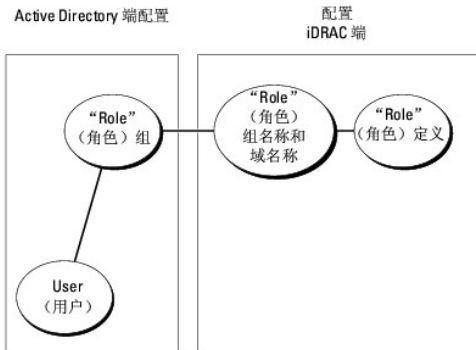 Active Directory 端配置
配置
iDRAC 端
“Role”
（角色）组
“Role”
（角色）
组名称和
域名称
“Role”
（角色）定义
User
（用户）